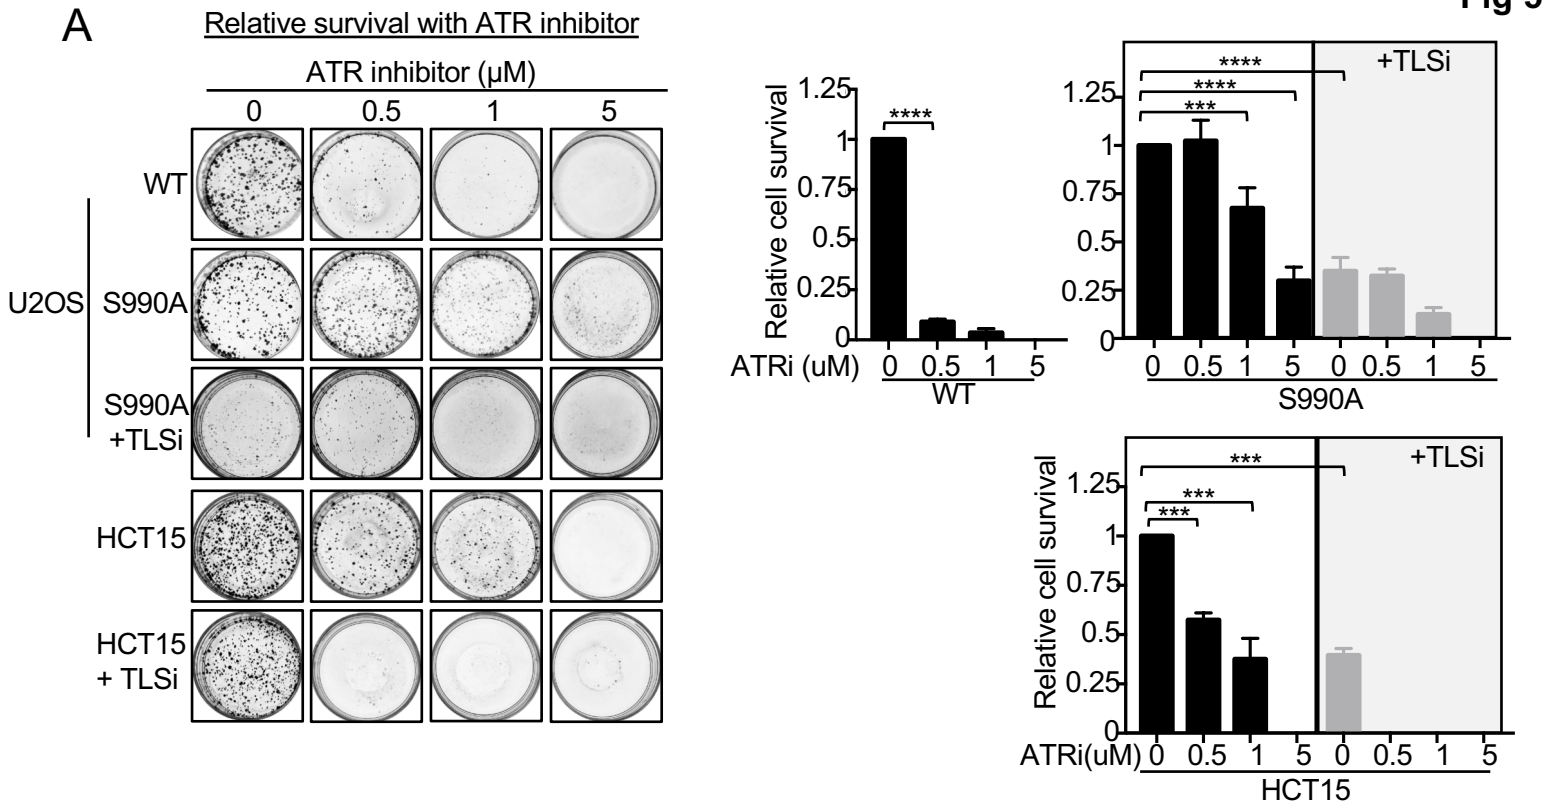 A
Relative survival with ATR inhibitor
ATR inhibitor (µM)
0 0.5 1 5
WT
U2OS
S990A
S990A
+TLSi
HCT15
HCT15
+ TLSi
Relative cell survival
1.25
1
0.75
0.5
0.25
0
****
ATRi (uM)
0 0.5 1 5
WT
+TLSi
****
****
***
1.25
1
0.75
0.5
0.25
0
0 0.5 1 5 0 0.5 1 5
S990A
+TLSi
***
***
***
Relative cell survival
1.25
1
0.75
0.5
0.25
0
ATRi(uM) 0 0.5 1 5 0 0.5 1 5
HCT15